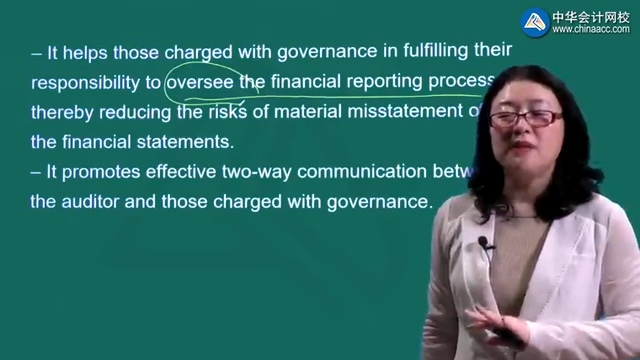 中华会计网校
www.chinaacc.com
– It helps those charged with governance in fulfilling their
responsibility to oversee the financial reporting process
thereby reducing the risks of material misstatement
the financial statements.
– It promotes effective two-way communication
the auditor and those charged with governance.